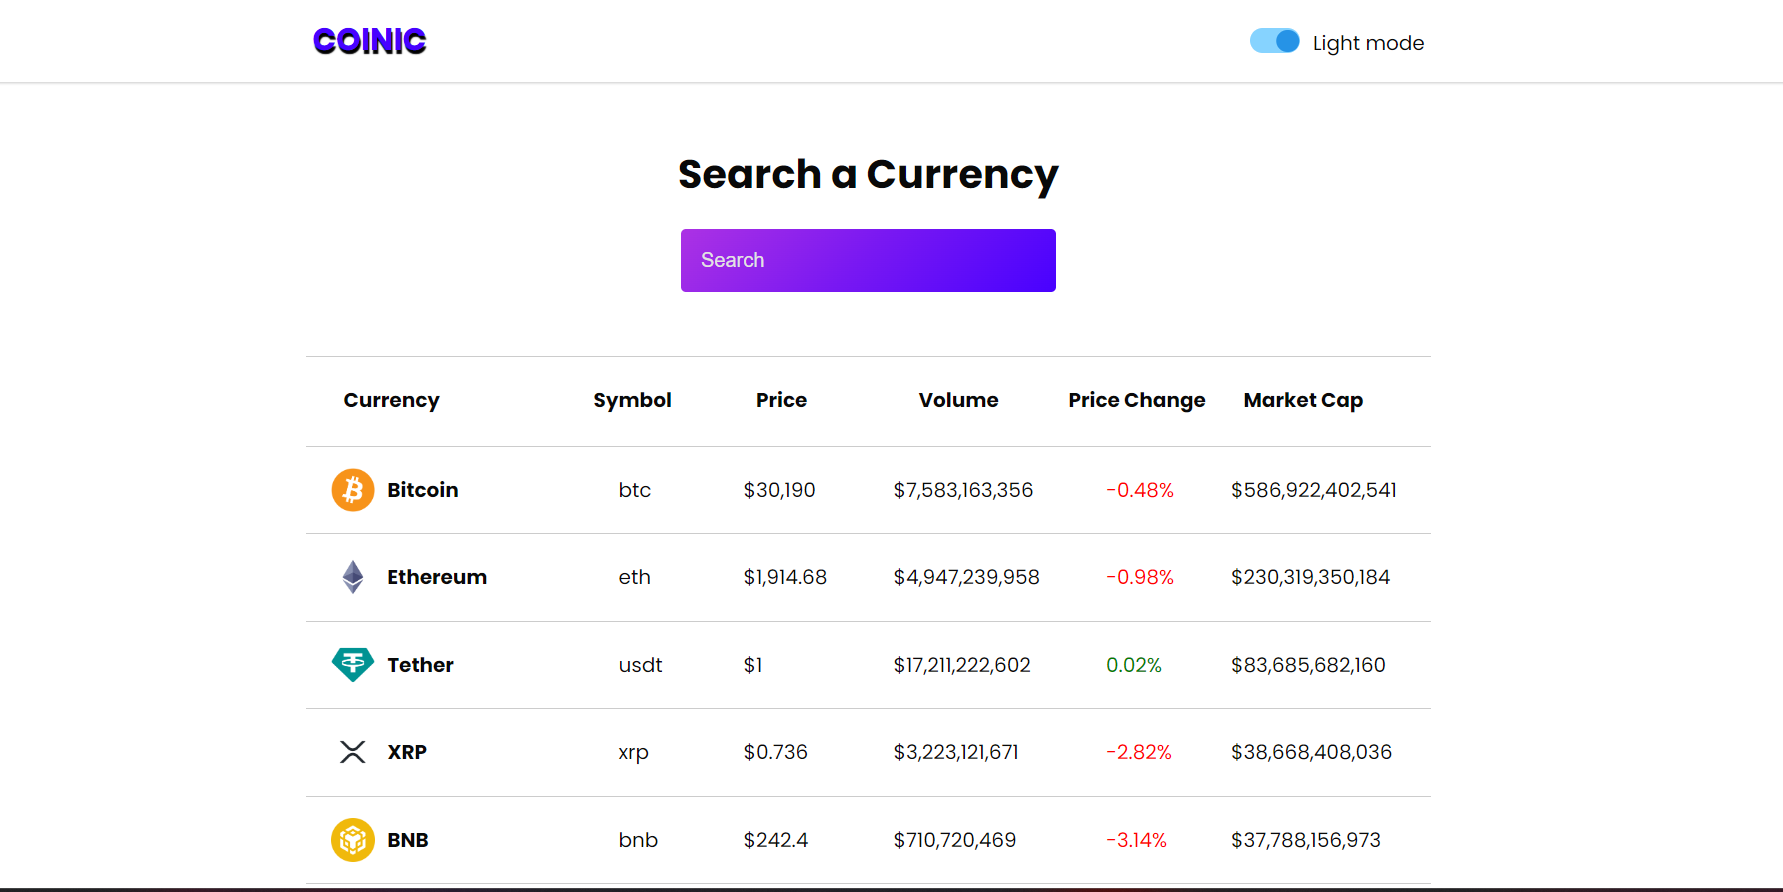 COINIC
Light mode
Search a Currency
Search
Currency Symbol Price Volume Price Change Market Cap
Bitcoin btc $30,190 $7,583,163,356 -0.48% $586,922,402,541
Ethereum eth $1,914.68 $4,947,239,958 -0.98% $230,319,350,184
Tether usdt $1 $17,211,222,602 0.02% $83,685,682,160
XRP xrp $0.736 $3,223,121,671 -2.82% $38,668,408,036
BNB bnb $242.4 $710,720,469 -3.14% $37,788,156,973